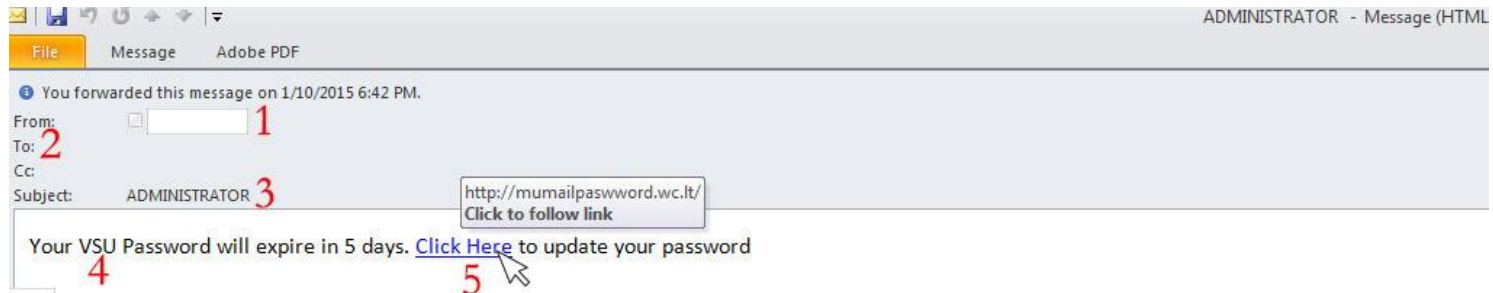 ADMINISTRATOR - Message (HTML
File Message Adobe PDF
You forwarded this message on 1/10/2015 6:42 PM.
From: 1
To: 2
Cc:
Subject: ADMINISTRATOR 3
http://mumailpaswword.wc.lt/
Click to follow link
Your VSU Password will expire in 5 days. Click Here to update your password
4 5